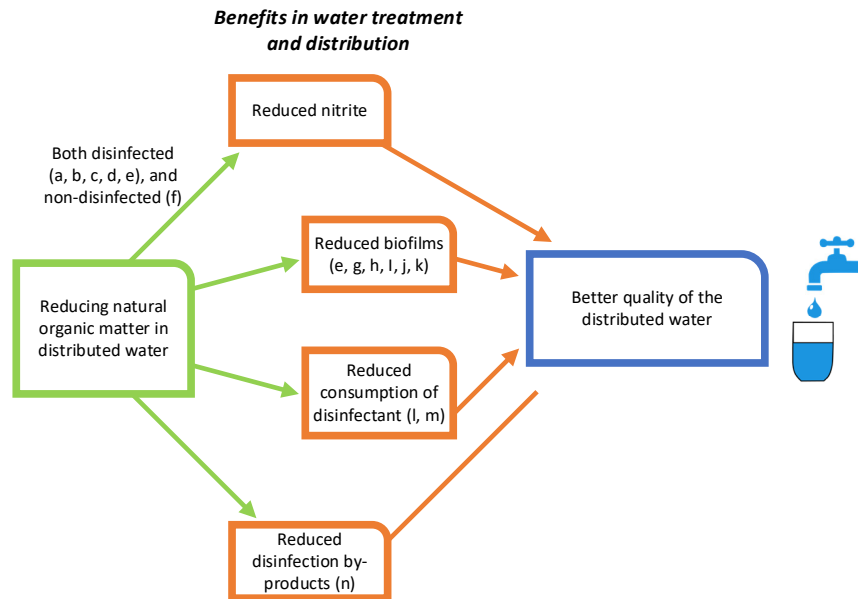 Benefits in water treatment
and distribution
Reduced nitrite
Both disinfected
(a, b, c, d, e), and
non-disinfected (f)
Reduced biofilms
(e, g, h, I, j, k)
Reducing natural
organic matter in
distributed water
Better quality of the
distributed water
Reduced
consumption of
disinfectant (l, m)
Reduced
disinfection by-
products (n)